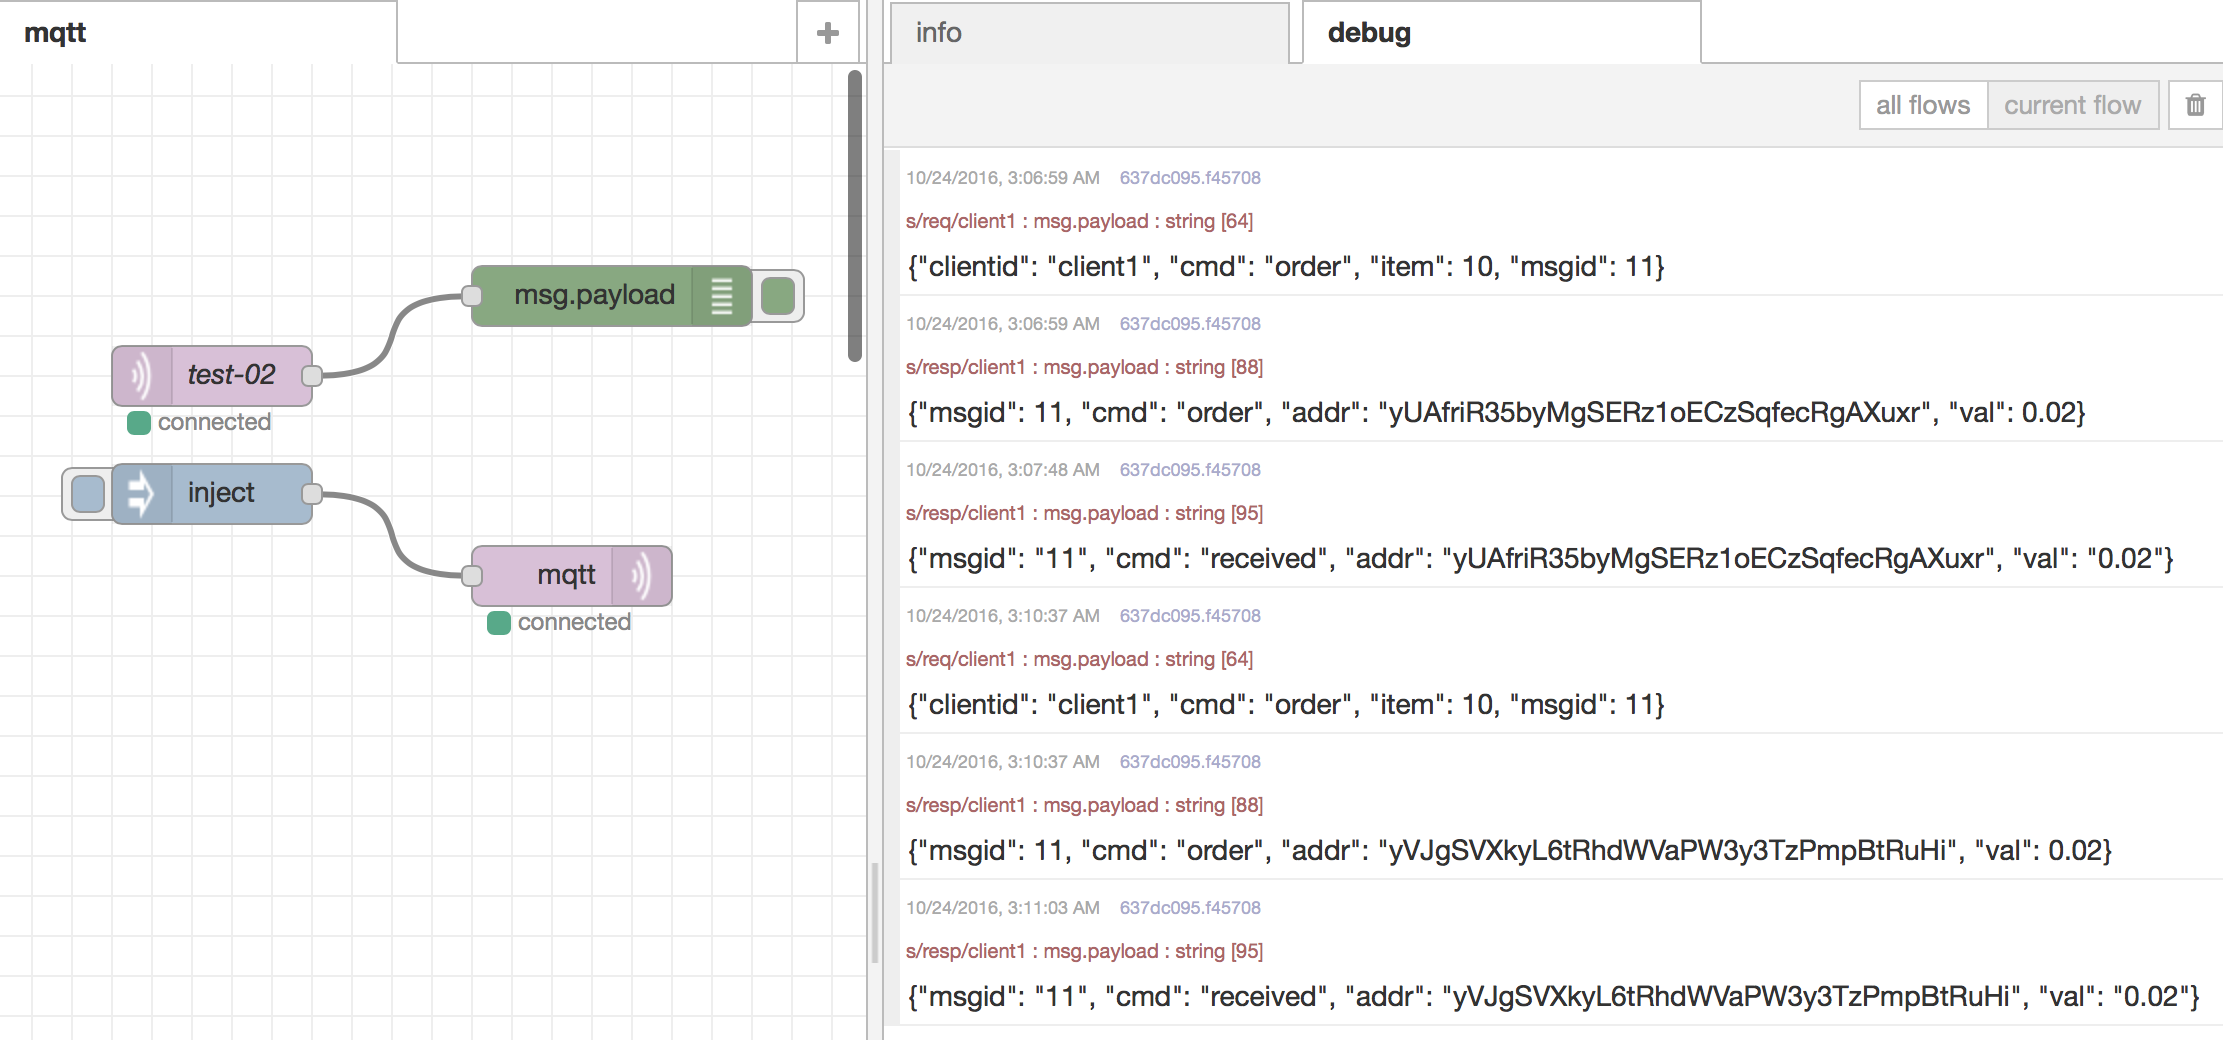 mqtt
+
msg.payload
test-02
connected
inject
mqtt
connected
info
debug
all flows
current flow
10/24/2016, 3:06:59 AM 637dc095.f45708
s/req/client1 : msg.payload : string [64]
{"clientid": "client1", "cmd": "order", "item": 10, "msgid": 11}
10/24/2016, 3:06:59 AM 637dc095.f45708
s/resp/client1 : msg.payload : string [88]
{"msgid": 11, "cmd": "order", "addr": "yUAfriR35byMgSERz1oECzSqfecRgAXuxr", "val": 0.02}
10/24/2016, 3:07:48 AM 637dc095.f45708
s/resp/client1 : msg.payload : string [95]
{"msgid": "11", "cmd": "received", "addr": "yUAfriR35byMgSERz1oECzSqfecRgAXuxr", "val": "0.02"}
10/24/2016, 3:10:37 AM 637dc095.f45708
s/req/client1 : msg.payload : string [64]
{"clientid": "client1", "cmd": "order", "item": 10, "msgid": 11}
10/24/2016, 3:10:37 AM 637dc095.f45708
s/resp/client1 : msg.payload : string [88]
{"msgid": 11, "cmd": "order", "addr": "yVJgSVXkyL6tRhdWVaPW3y3TzPmpBtRuHi", "val": 0.02}
10/24/2016, 3:11:03 AM 637dc095.f45708
s/resp/client1 : msg.payload : string [95]
{"msgid": "11", "cmd": "received", "addr": "yVJgSVXkyL6tRhdWVaPW3y3TzPmpBtRuHi", "val": "0.02"}